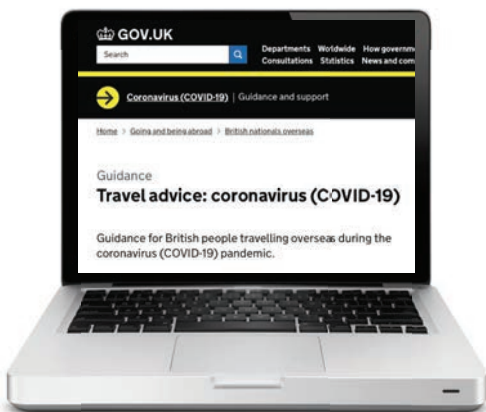 GOV.UK
Search
Departments Worldwide How governm
Consultations Statistics News and com
Coronavirus (COVID-19) | Guidance and support
Home > Going and being abroad > British nationals overseas
Guidance
Travel advice: coronavirus (COVID-19)
Guidance for British people travelling overseas during the
coronavirus (COVID-19) pandemic.